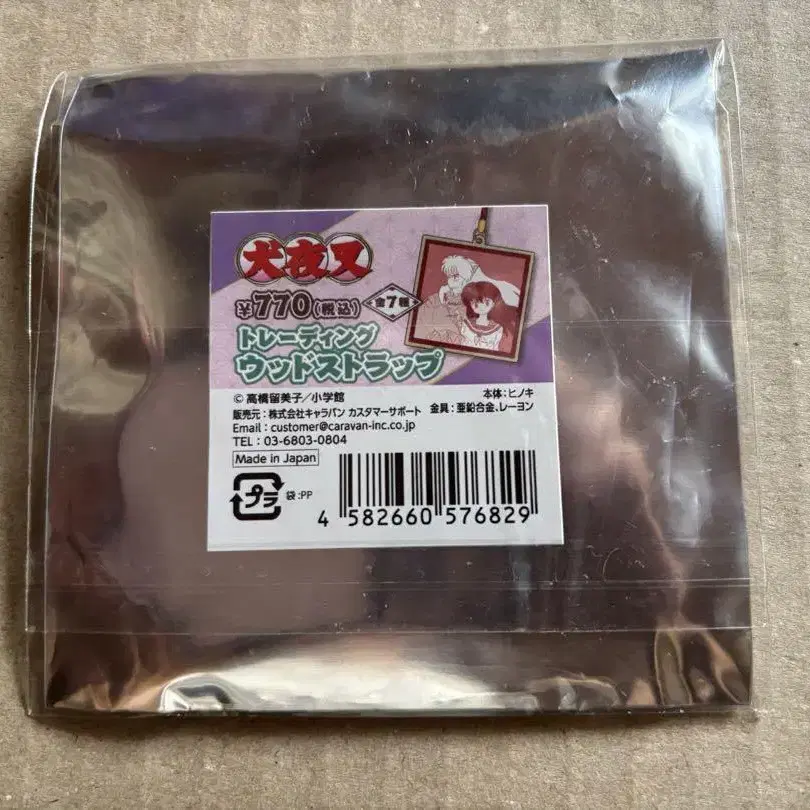 犬夜叉
¥770(税込) 全7種
トレーディング
ウッドストラップ
© 高橋留美子／小学館 本体:ヒノキ
販売元：株式会社キャラバン カスタマーサポート 金具：亜鉛合金、レーヨン
Email：customer@caravan-inc.co.jp
TEL：03-6803-0804
Made in Japan
プラ 袋:PP
4 582660 576829